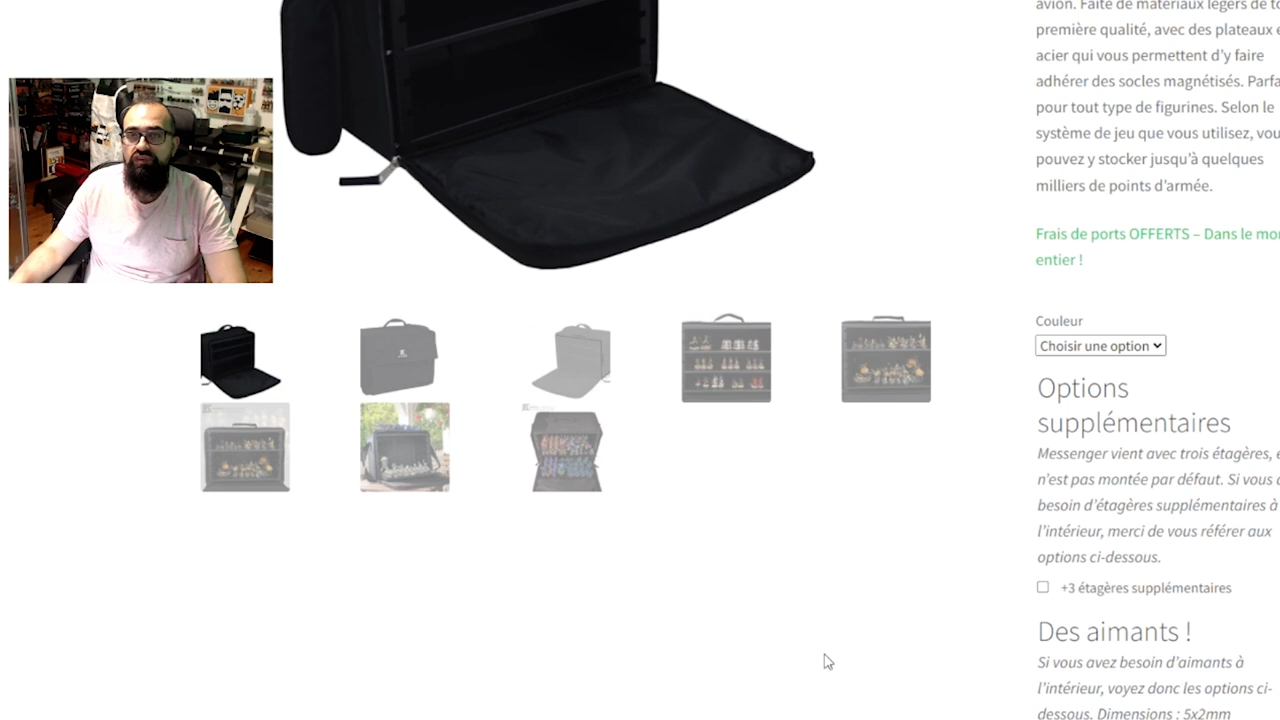 avion. Faite de matériaux légers de
première qualité, avec des plateaux
acier qui vous permettent d'y faire
adhérer des socles magnétisés.
pour tout type de figurines. Selon le
système de jeu que vous utilisez,
pouvez y stocker jusqu'à quelques
milliers de points d'armée.
Frais de ports OFFERTS – Dans le
entier !
Couleur
Choisir une option
Options
supplémentaires
Messenger vient avec trois étagères,
n'est pas montée par défaut. Si vous
besoin d'étagères supplémentaires à
l'intérieur, merci de vous référer aux
options ci-dessous.
+3 étagères supplémentaires
Des aimants !
Si vous avez besoin d'aimants à
l'intérieur, voyez donc les options ci-
dessous. Dimensions : 5x2mm